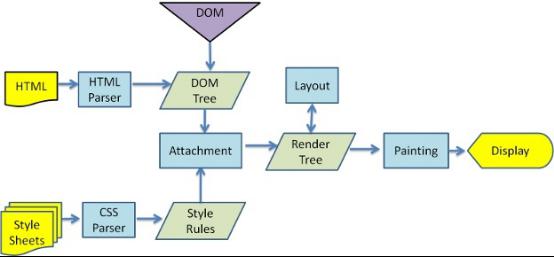 DOM
HTML
HTML
Parser
DOM
Tree
Layout
Attachment
Render
Tree
Painting
Display
Style
Sheets
CSS
Parser
Style
Rules